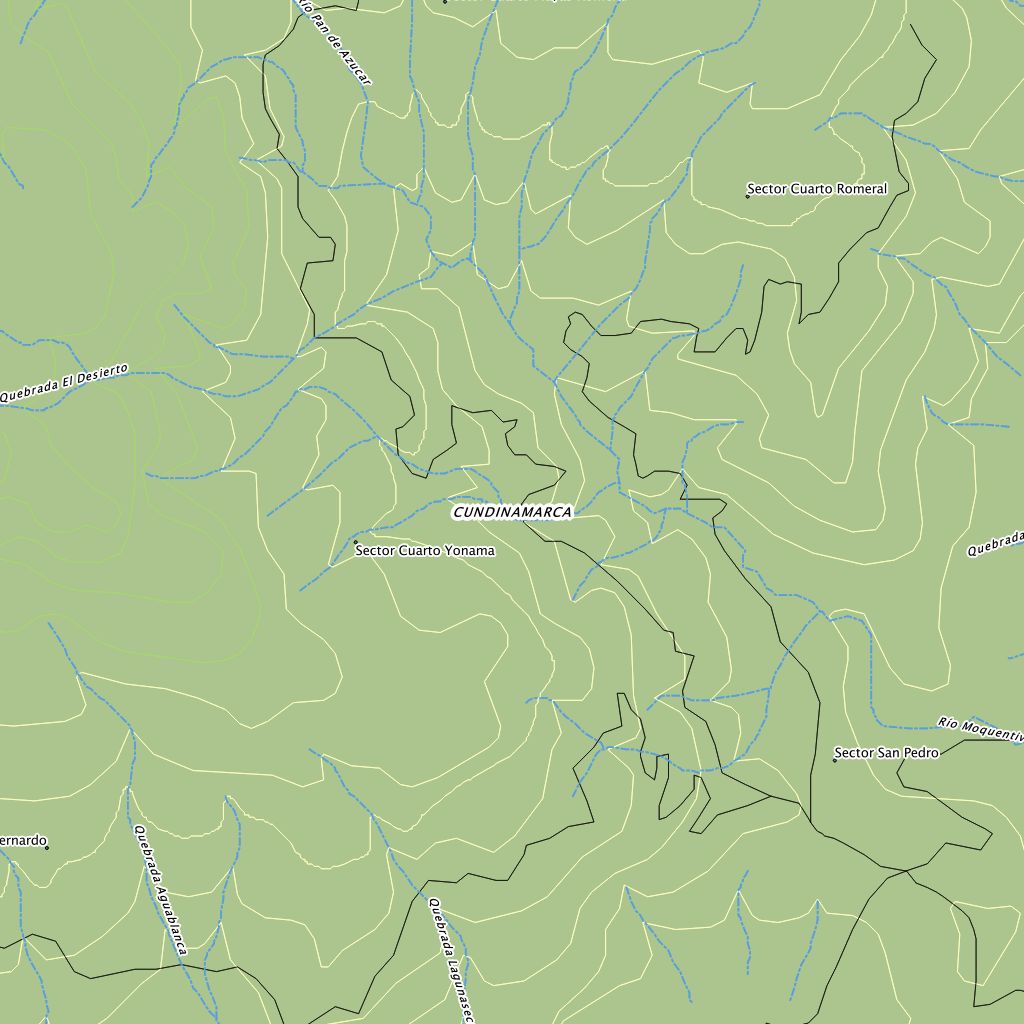 Río Pan de Azucar
Sector Cuarto Romeral
Quebrada El Desierto
CUNDINAMARCA
Quebrada
Sector Cuarto Yonama
Río Moquentiv
Sector San Pedro
ernardo
Quebrada Aguablanca
Quebrada Lagunasec